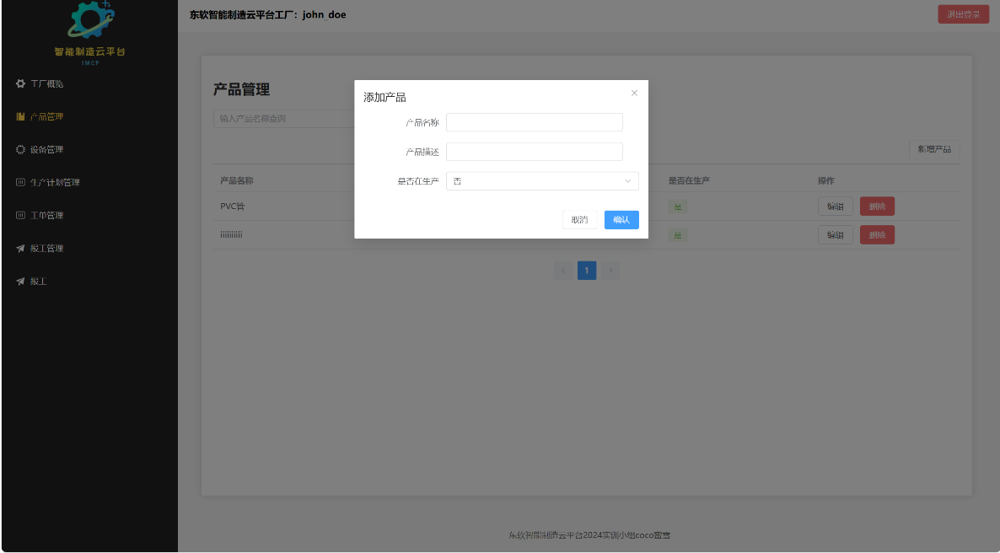 智能制造云平台
IMCP
工厂概览
产品管理
设备管理
生产计划管理
工单管理
报工管理
报工
东软智能制造云平台工厂：john_doe
退出登录
产品管理
输入产品名称查询
新增产品
产品名称
是否在生产
操作
PVC管
是
编辑
删除
iiiiiiiiii
是
编辑
删除
1
添加产品
产品名称
产品描述
是否在生产
否
取消
确认
东软智能制造云平台2024实训小组coco蜜雪